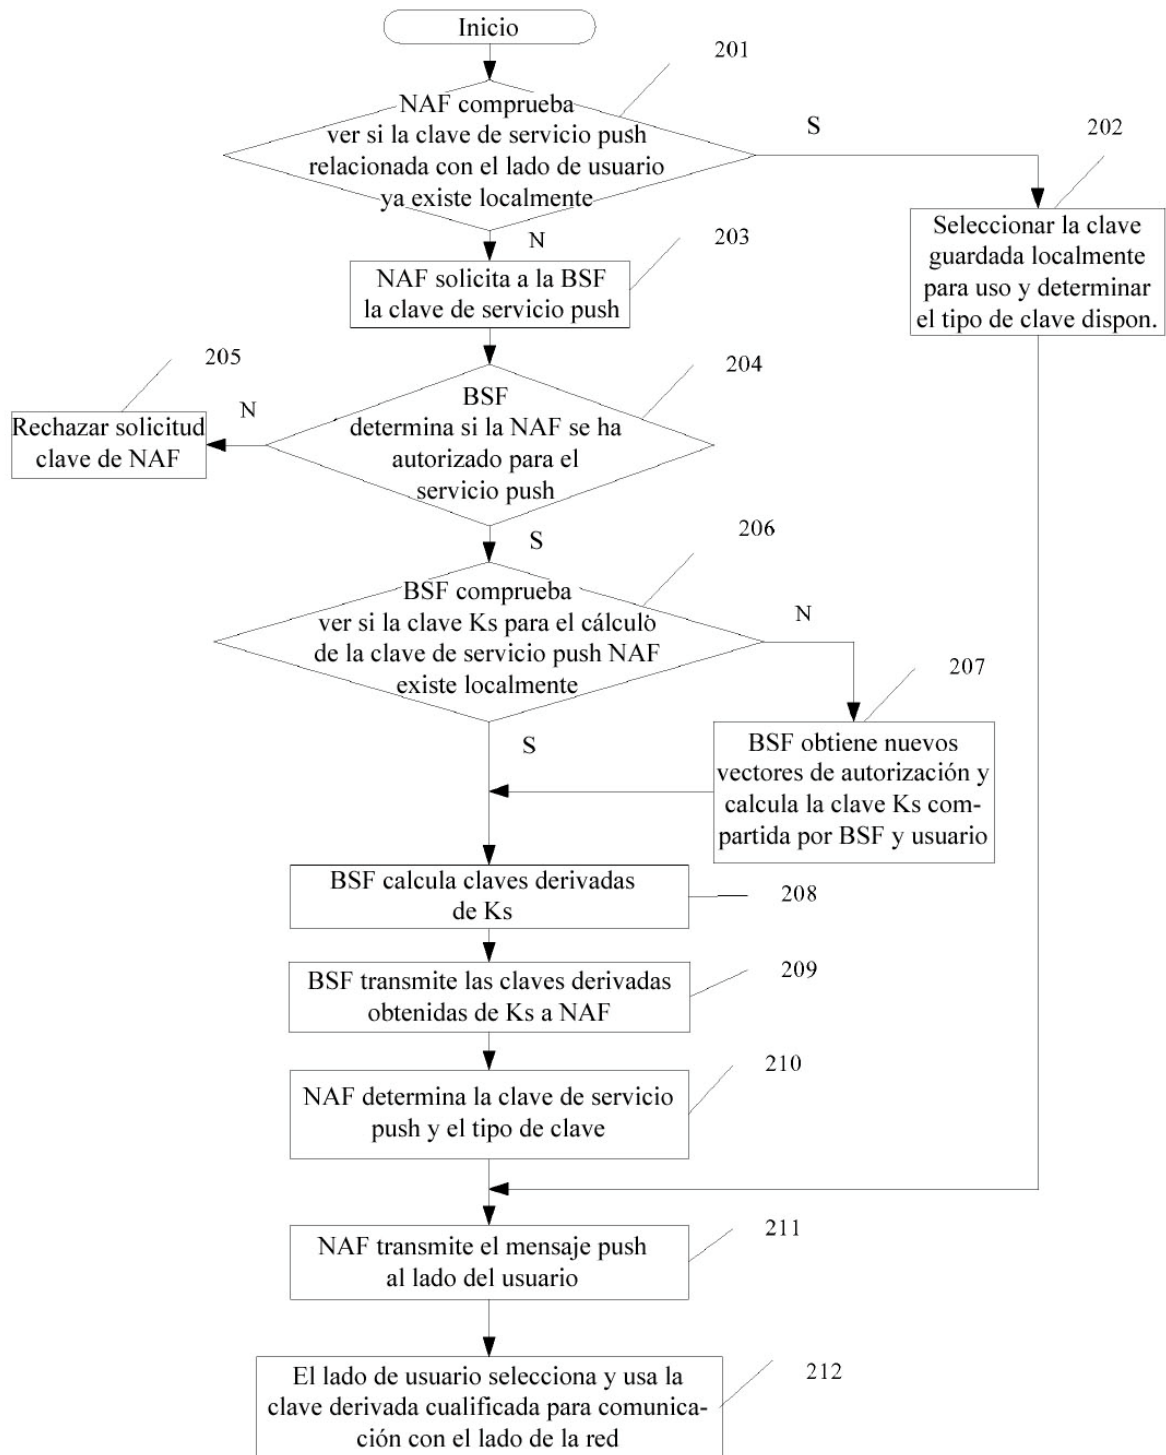 Inicio
201
NAF comprueba
ver si la clave de servicio push
relacionada con el lado de usuario
ya existe localmente
S
202
Seleccionar la clave
guardada localmente
para uso y determinar
el tipo de clave dispon.
N
203
NAF solicita a la BSF
la clave de servicio push
204
BSF
determina si la NAF se ha
autorizado para el
servicio push
N
205
Rechazar solicitud
clave de NAF
S
206
BSF comprueba
ver si la clave Ks para el cálculo
de la clave de servicio push NAF
existe localmente
N
207
BSF obtiene nuevos
vectores de autorización y
calcula la clave Ks com-
partida por BSF y usuario
S
BSF calcula claves derivadas
de Ks
208
BSF transmite las claves derivadas
obtenidas de Ks a NAF
209
NAF determina la clave de servicio
push y el tipo de clave
210
NAF transmite el mensaje push
al lado del usuario
211
El lado de usuario selecciona y usa la
clave derivada cualificada para comunica-
ción con el lado de la red
212